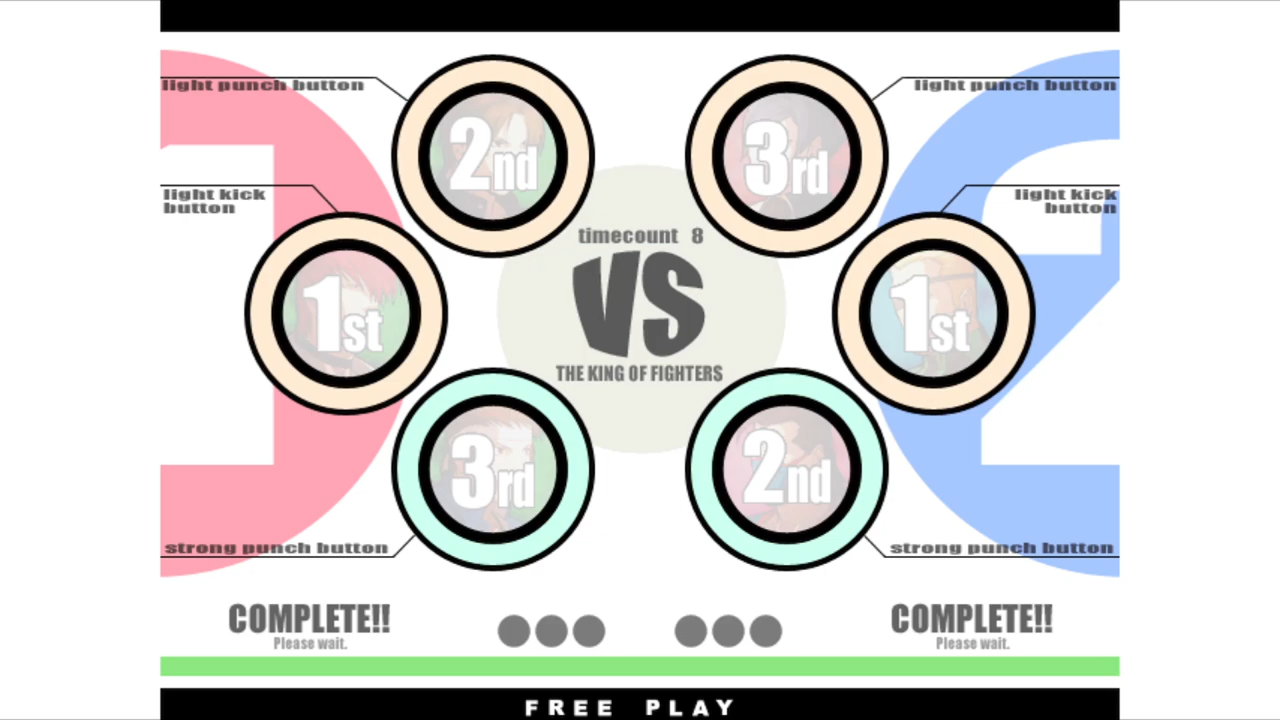 light punch button
2nd
3rd
light punch button
light kick
button
light kick
button
timecount 8
1st
VS
1st
THE KING OF FIGHTERS
3rd
2nd
strong punch button
strong punch button
COMPLETE!!
Please wait.
COMPLETE!!
Please wait.
FREE PLAY